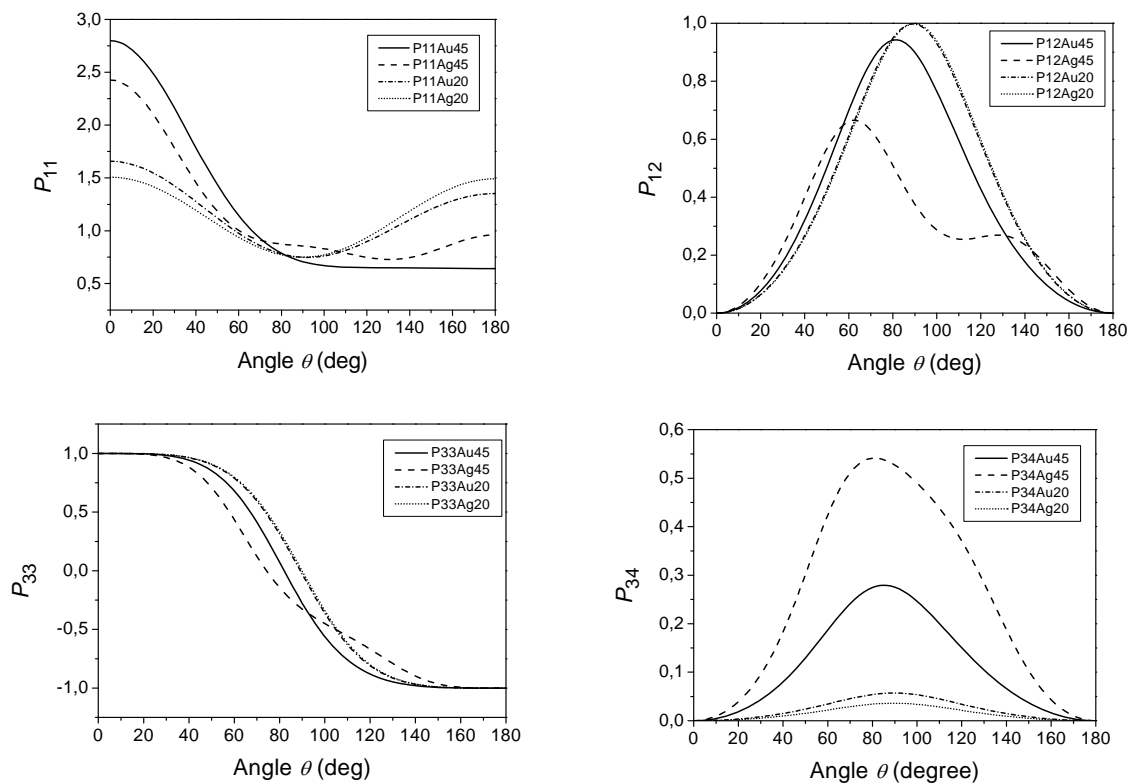 3,0
2,5
2,0
1,5
1,0
0,5
P11
P11Au45
P11Ag45
P11Au20
P11Ag20
0 20 40 60 80 100 120 140 160 180
Angle θ (deg)
1,2
1,0
0,8
0,6
0,4
0,2
0,0
P12
P12Au45
P12Ag45
P12Au20
P12Ag20
0 20 40 60 80 100 120 140 160 180
Angle θ (deg)
1,0
0,5
0,0
-0,5
-1,0
P33
P33Au45
P33Ag45
P33Au20
P33Ag20
0 20 40 60 80 100 120 140 160 180
Angle θ (deg)
0,6
0,5
0,4
0,3
0,2
0,1
0,0
P34
P34Au45
P34Ag45
P34Au20
P34Ag20
0 20 40 60 80 100 120 140 160 180
Angle θ (degree)